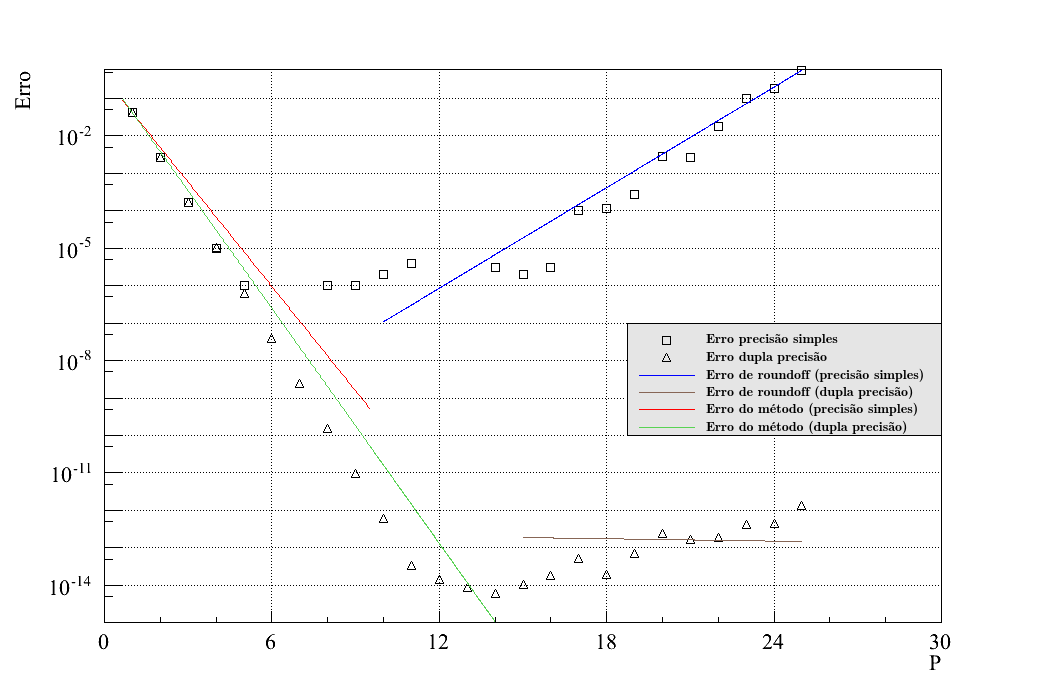 Erro
10-2
10-5
10-8
10-11
10-14
Erro precisão simples
Erro dupla precisão
Erro de roundoff (precisão simples)
Erro de roundoff (dupla precisão)
Erro do método (precisão simples)
Erro do método (dupla precisão)
0 6 12 18 24 30
P